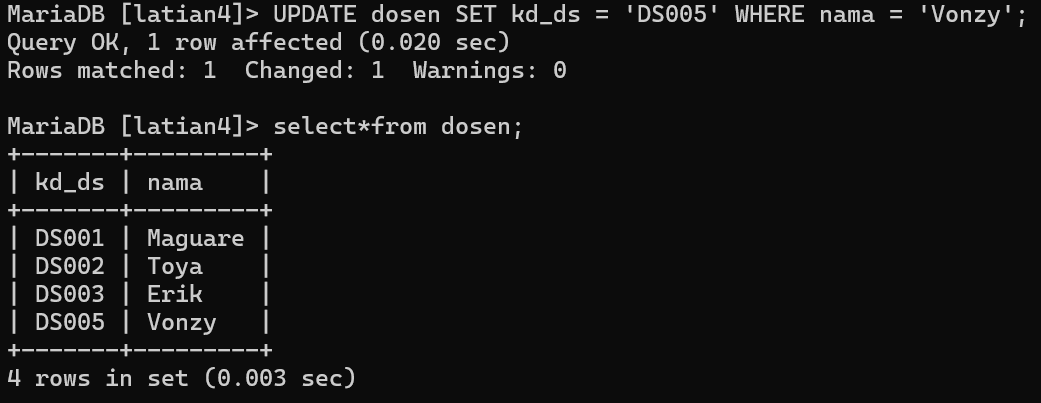 MariaDB [latian4]> UPDATE dosen SET kd_ds = 'DS005' WHERE nama = 'Vonzy';
Query OK, 1 row affected (0.020 sec)
Rows matched: 1  Changed: 1  Warnings: 0

MariaDB [latian4]> select*from dosen;
+-------+---------+
| kd_ds | nama    |
+-------+---------+
| DS001 | Maguare |
| DS002 | Toya    |
| DS003 | Erik    |
| DS005 | Vonzy   |
+-------+---------+
4 rows in set (0.003 sec)